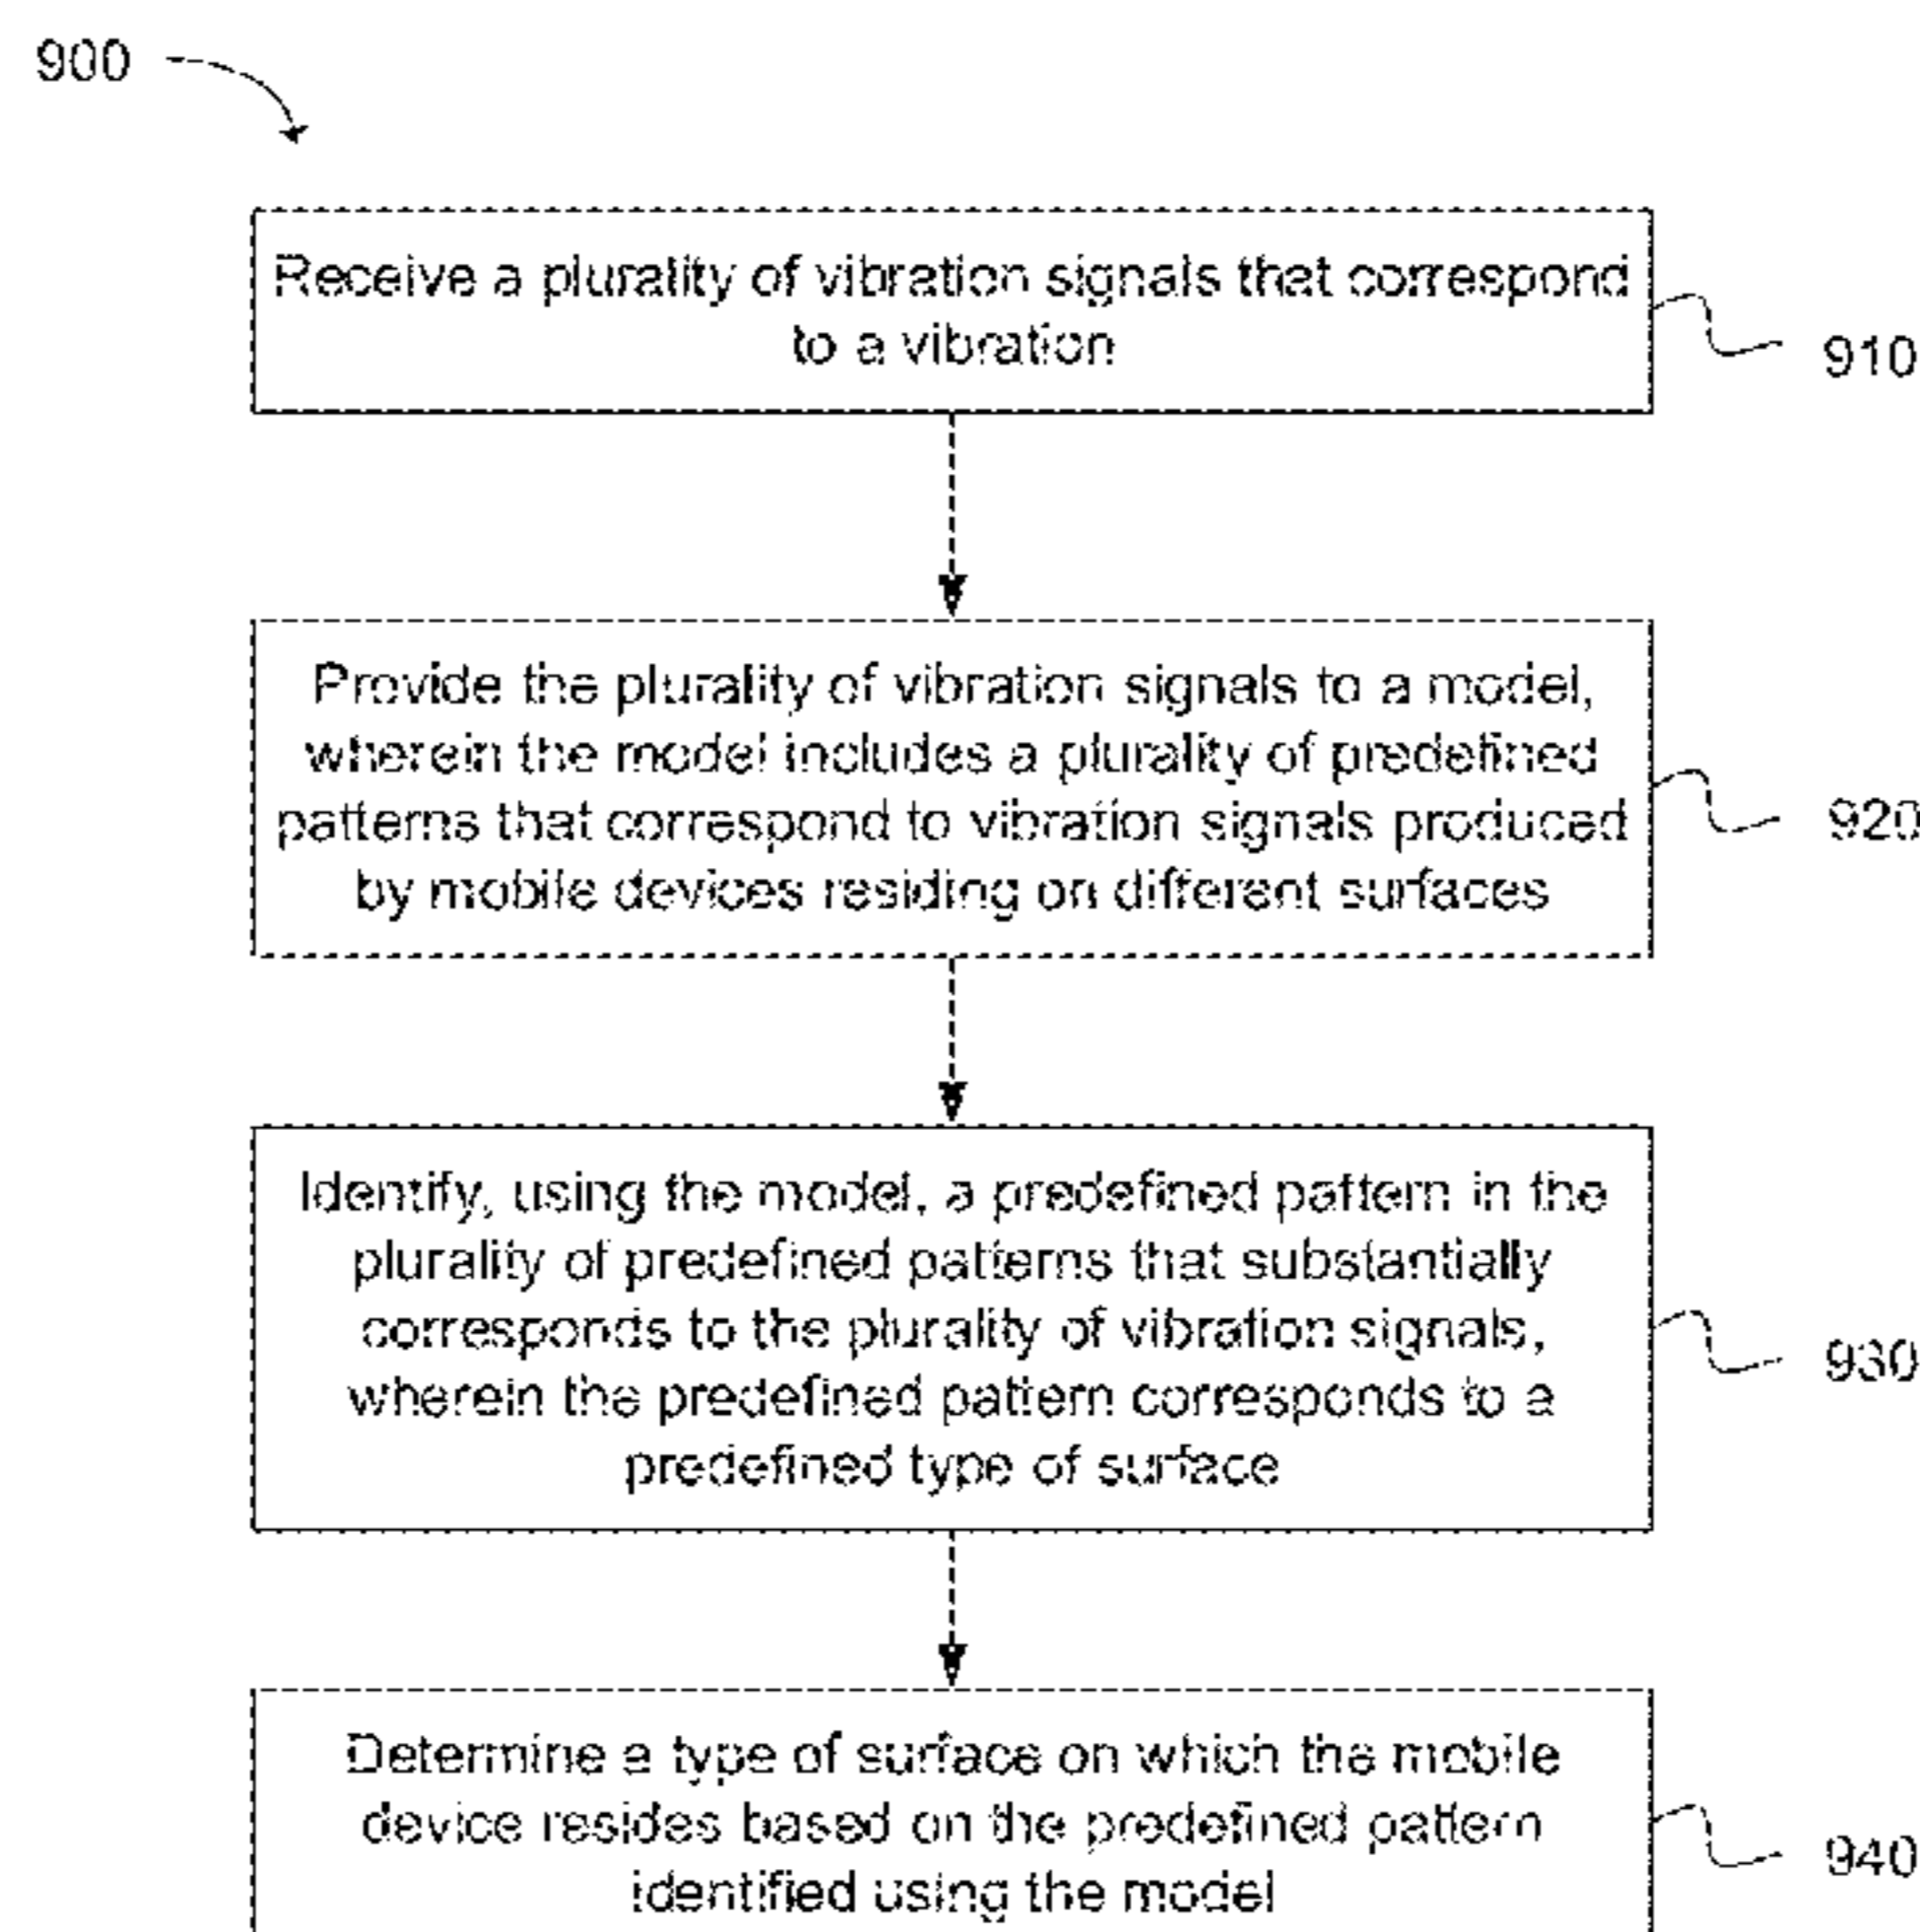 900
Receive a plurality of vibration signals that correspond
to a vibration
910
Provide the plurality of vibration signals to a model,
wherein the model includes a plurality of predefined
patterns that correspond to vibration signals produced
by mobile devices residing on different surfaces
920
Identify, using the model, a predefined pattern in the
plurality of predefined patterns that substantially
corresponds to the plurality of vibration signals,
wherein the predefined pattern corresponds to a
predefined type of surface
930
Determine a type of surface on which the mobile
device resides based on the predefined pattern
identified using the model
940